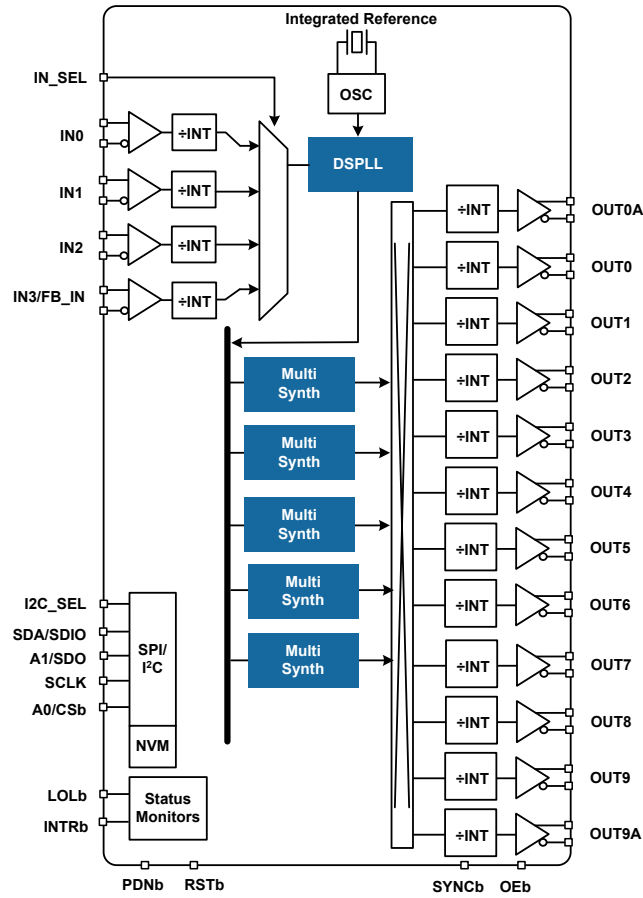 Integrated Reference
OSC
DSPLL
IN_SEL
IN0
÷INT
IN1
÷INT
IN2
÷INT
IN3/FB_IN
÷INT
Multi
Synth
Multi
Synth
Multi
Synth
Multi
Synth
Multi
Synth
÷INT
OUT0A
÷INT
OUT0
÷INT
OUT1
÷INT
OUT2
÷INT
OUT3
÷INT
OUT4
÷INT
OUT5
÷INT
OUT6
÷INT
OUT7
÷INT
OUT8
÷INT
OUT9
÷INT
OUT9A
I2C_SEL
SDA/SDIO
A1/SDO
SCLK
A0/CSb
SPI/
I²C
NVM
LOLb
INTRb
Status
Monitors
PDNb
RSTb
SYNCb
OEb